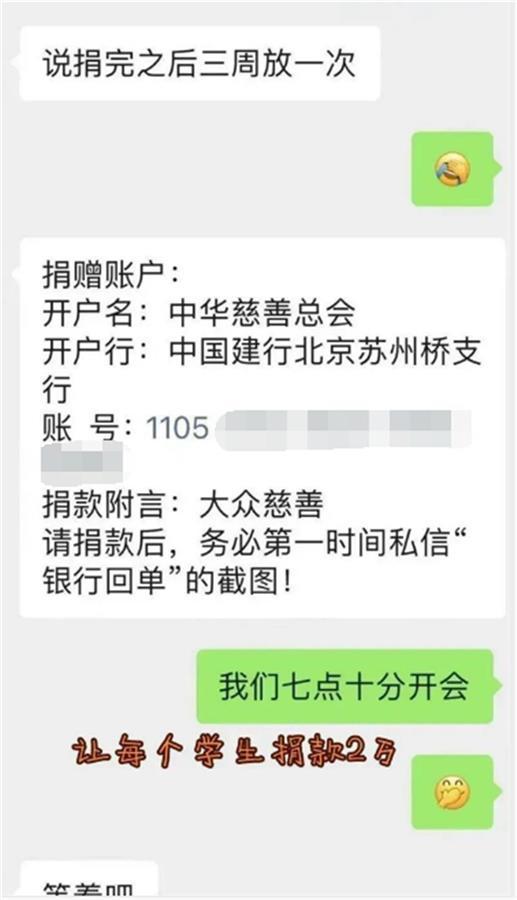 说捐完之后三周放一次
捐赠账户：
开户名：中华慈善总会
开户行：中国建行北京苏州桥支
行
账 号：1105
捐款附言：大众慈善
请捐款后，务必第一时间私信“
银行回单”的截图！
我们七点十分开会
让每个学生捐款2万
等着吧